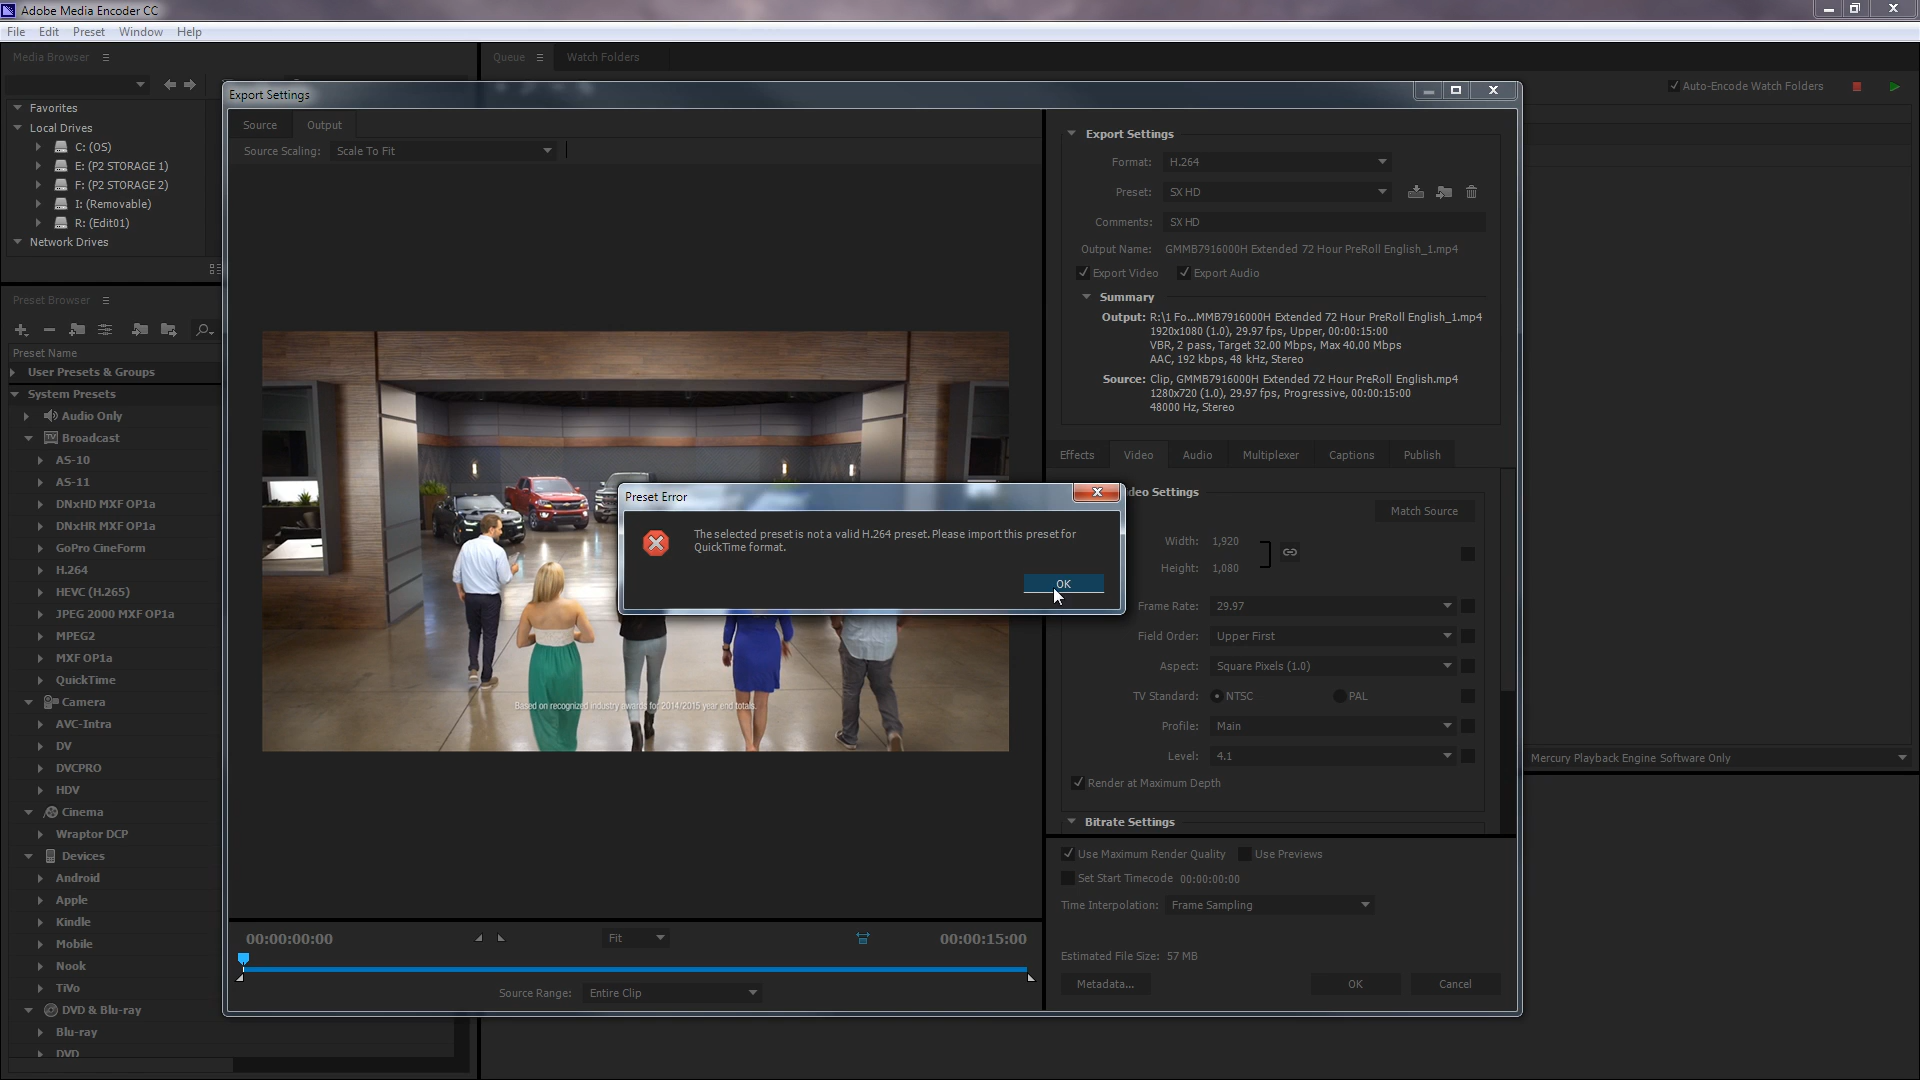 Adobe Media Encoder CC
File Edit Preset Window Help
Media Browser
Queue
Watch Folders
Auto-Encode Watch Folders
Favorites
Local Drives
C: (OS)
E: (P2 STORAGE 1)
F: (P2 STORAGE 2)
I: (Removable)
R: (Edit01)
Network Drives
Preset Browser
Preset Name
User Presets & Groups
System Presets
Audio Only
TV Broadcast
AS-10
AS-11
DNxHD MXF OP1a
DNxHR MXF OP1a
GoPro CineForm
H.264
HEVC (H.265)
JPEG 2000 MXF OP1a
MPEG2
MXF OP1a
QuickTime
Camera
AVC-Intra
DV
DVCPRO
HDV
Cinema
Wraptor DCP
Devices
Android
Apple
Kindle
Mobile
Nook
TiVo
DVD & Blu-ray
Blu-ray
DVD
Export Settings
Source Output
Source Scaling: Scale To Fit
Based on recognized industry awards for 2014/2015 year end totals.
00:00:00:00
Fit
00:00:15:00
Source Range: Entire Clip
Preset Error
The selected preset is not a valid H.264 preset. Please import this preset for
QuickTime format.
OK
Export Settings
Format: H.264
Preset: SX HD
Comments: SX HD
Output Name: GMMB7916000H Extended 72 Hour PreRoll English_1.mp4
Export Video Export Audio
Summary
Output: R:\1 Fo...MMB7916000H Extended 72 Hour PreRoll English_1.mp4
1920x1080 (1.0), 29.97 fps, Upper, 00:00:15:00
VBR, 2 pass, Target 32.00 Mbps, Max 40.00 Mbps
AAC, 192 kbps, 48 kHz, Stereo
Source: Clip, GMMB7916000H Extended 72 Hour PreRoll English.mp4
1280x720 (1.0), 29.97 fps, Progressive, 00:00:15:00
48000 Hz, Stereo
Effects Video Audio Multiplexer Captions Publish
deo Settings
Match Source
Width: 1,920
Height: 1,080
Frame Rate: 29.97
Field Order: Upper First
Aspect: Square Pixels (1.0)
TV Standard: NTSC PAL
Profile: Main
Level: 4.1
Render at Maximum Depth
Bitrate Settings
Use Maximum Render Quality Use Previews
Set Start Timecode 00:00:00:00
Time Interpolation: Frame Sampling
Estimated File Size: 57 MB
Metadata... OK Cancel
Mercury Playback Engine Software Only